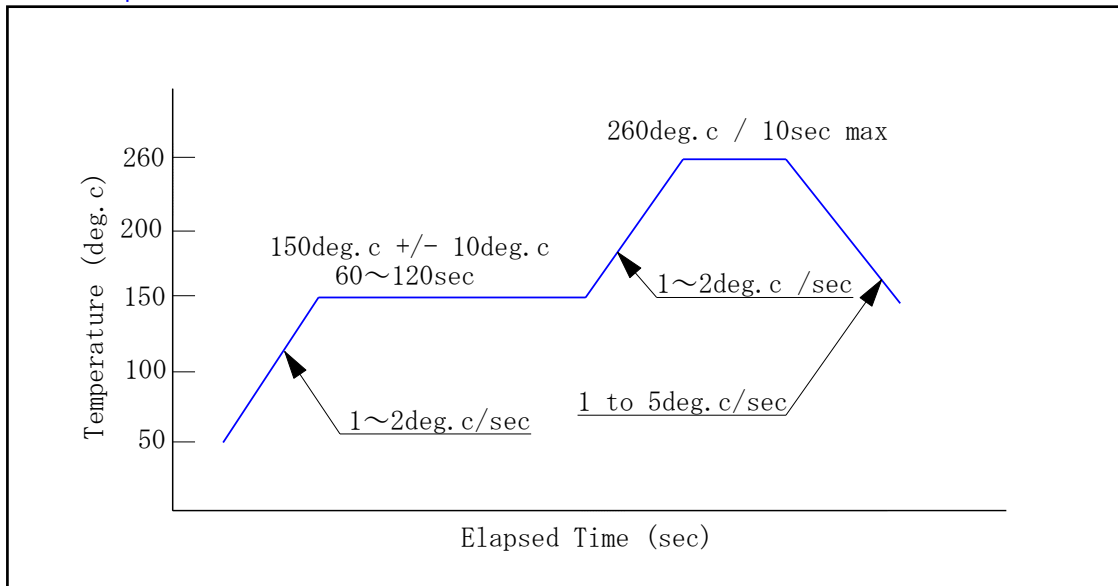 260deg.c / 10sec max
260
200
150deg.c +/- 10deg.c
60～120sec
150
1～2deg.c /sec
100
1 to 5deg.c/sec
1～2deg.c/sec
50
Temperature (deg.c)
Elapsed Time (sec)